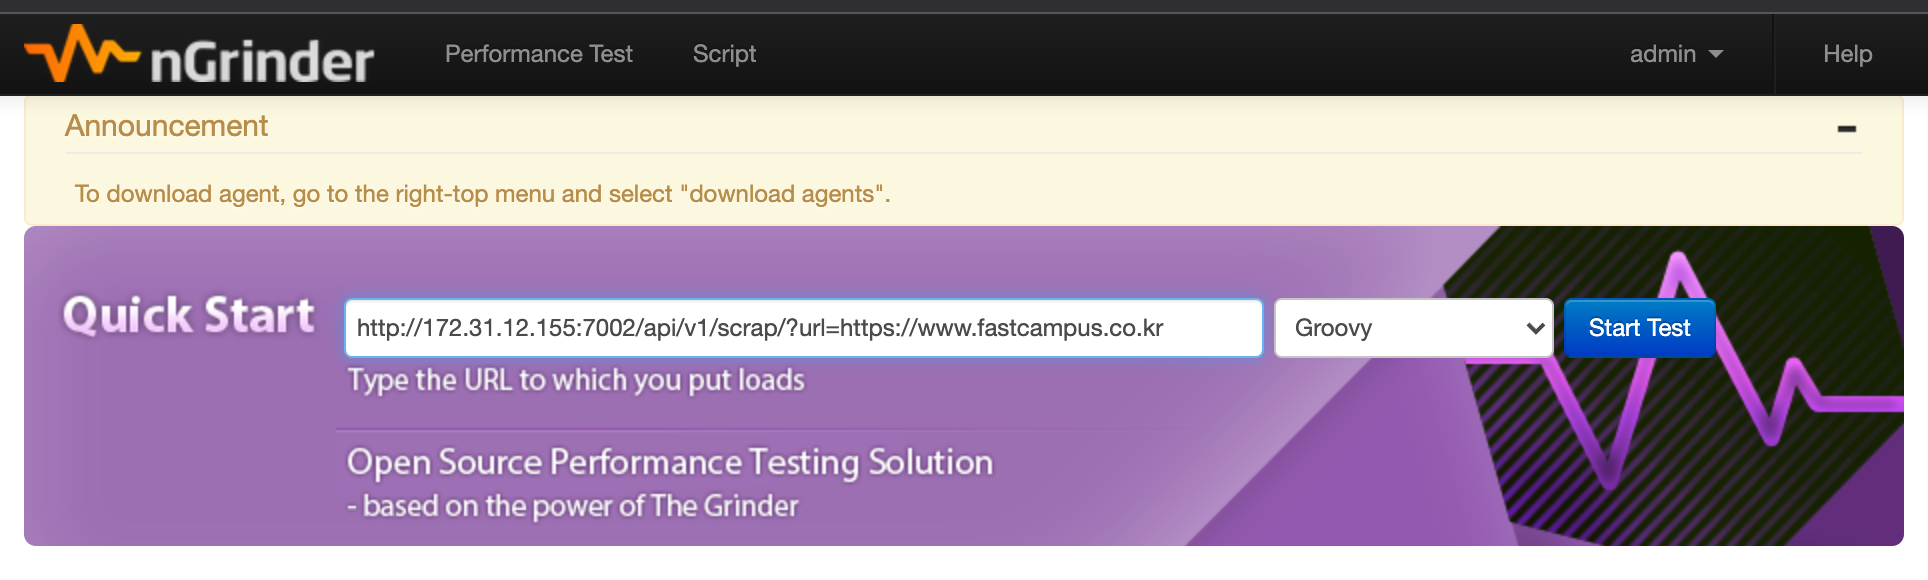 nGrinder Performance Test Script admin Help
Announcement
To download agent, go to the right-top menu and select "download agents".
Quick Start http://172.31.12.155:7002/api/v1/scrap/?url=https://www.fastcampus.co.kr Groovy Start Test
Type the URL to which you put loads
Open Source Performance Testing Solution
- based on the power of The Grinder